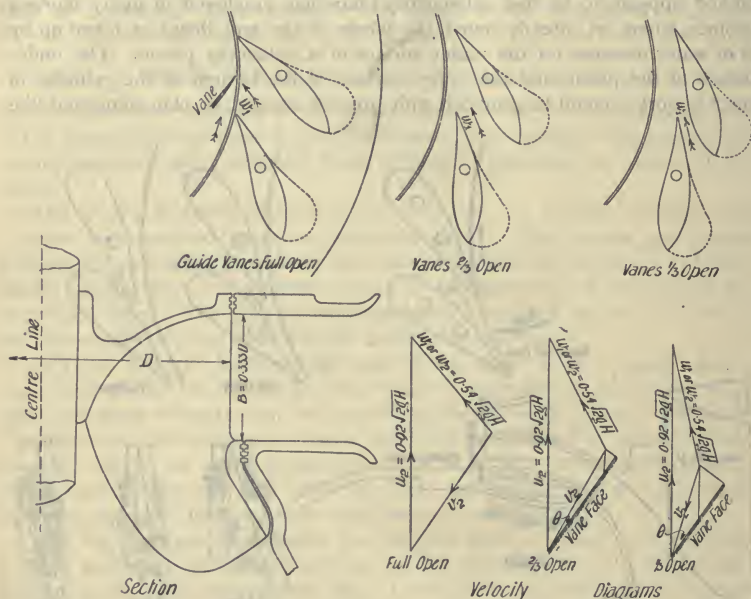 Vane
w₁
w₁
w₁
Guide Vanes Full Open
Vanes ⅔ Open
Vanes ⅓ Open
Centre Line
D
B = 0·333 D
Section
u₂ = 0·92 √2gH
w₁ or w₂ = 0·54 √2gH
v₂
Full Open
u₂ = 0·92 √2gH
w₁ or w₂ = 0·54 √2gH
v₂
θ
Vane Face
⅔ Open
u₂ = 0·92 √2gH
w₁ or w₂ = 0·54 √2gH
v₂
θ
Vane Face
⅓ Open
Velocity Diagrams